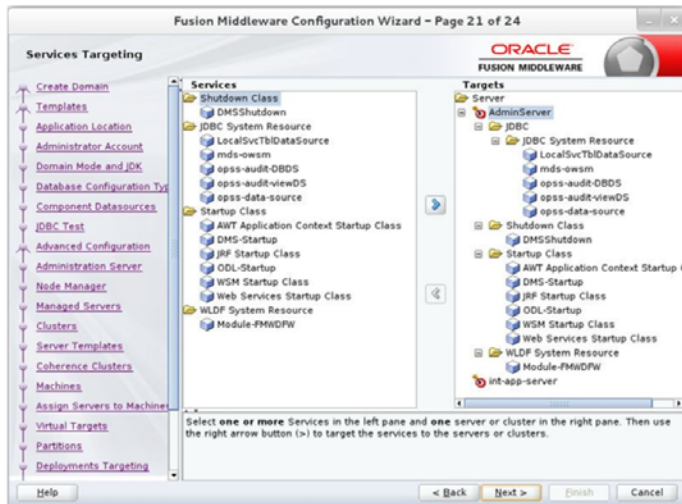 Fusion Middleware Configuration Wizard - Page 21 of 24
Services Targeting
ORACLE
FUSION MIDDLEWARE
Create Domain
Templates
Application Location
Administrator Account
Domain Mode and JDK
Database Configuration Typ
Component Datasources
JDBC Test
Advanced Configuration
Administration Server
Node Manager
Managed Servers
Clusters
Server Templates
Coherence Clusters
Machines
Assign Servers to Machines
Virtual Targets
Partitions
Deployments Targeting
Services
Shutdown Class
DMSShutdown
JDBC System Resource
LocalSvcTblDataSource
mds-owsm
opss-audit-DBDS
opss-audit-viewDS
opss-data-source
Startup Class
AWT Application Context Startup Class
DMS-Startup
JRF Startup Class
ODL-Startup
WSM Startup Class
Web Services Startup Class
WLDF System Resource
Module-FMWDFW
Targets
Server
AdminServer
JDBC
JDBC System Resource
LocalSvcTblDataSource
mds-owsm
opss-audit-DBDS
opss-audit-viewDS
opss-data-source
Shutdown Class
DMSShutdown
Startup Class
AWT Application Context Startup C
DMS-Startup
JRF Startup Class
ODL-Startup
WSM Startup Class
Web Services Startup Class
WLDF System Resource
Module-FMWDFW
int-app-server
Select one or more Services in the left pane and one server or cluster in the right pane. Then use
the right arrow button (>) to target the services to the servers or clusters.
Help
< Back
Next >
Finish
Cancel